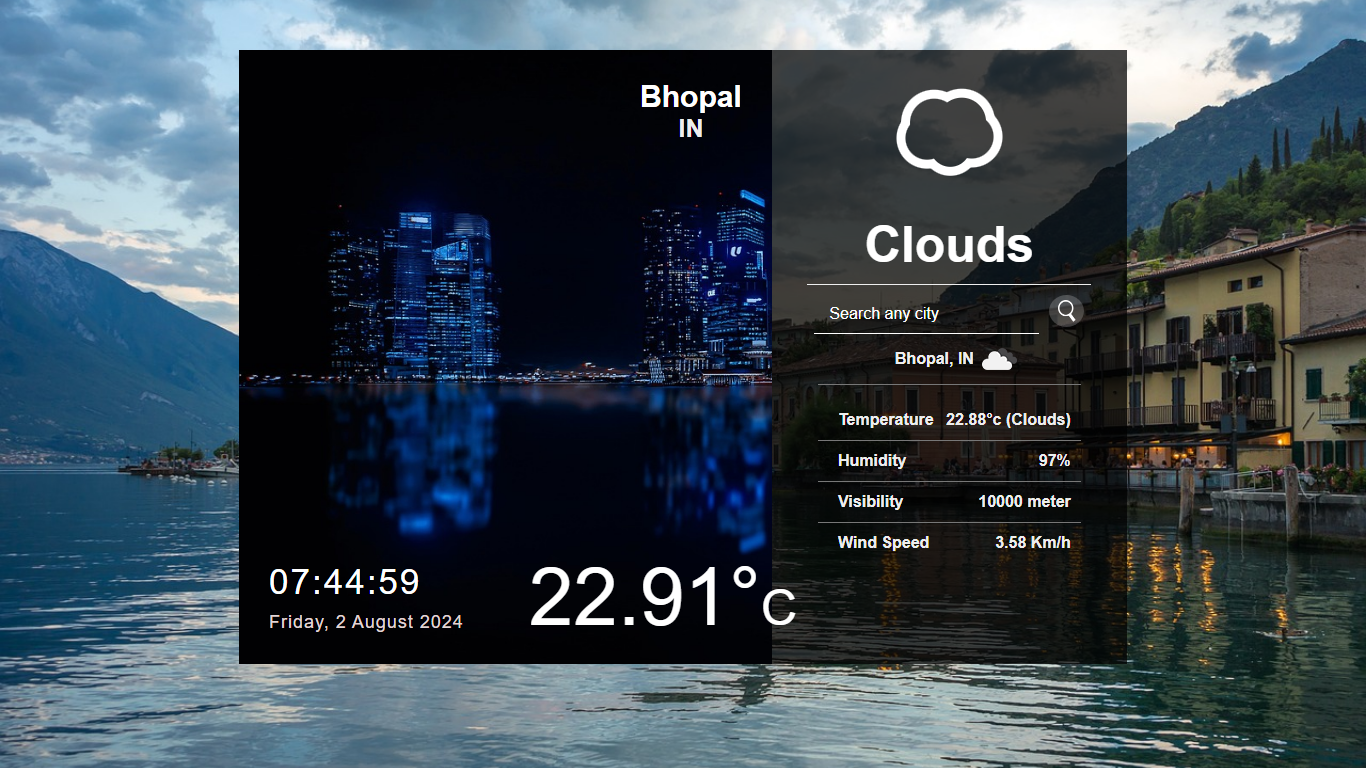 Bhopal
IN
07:44:59
Friday, 2 August 2024
22.91°C
Clouds
Search any city
Bhopal, IN
Temperature 22.88°c (Clouds)
Humidity 97%
Visibility 10000 meter
Wind Speed 3.58 Km/h